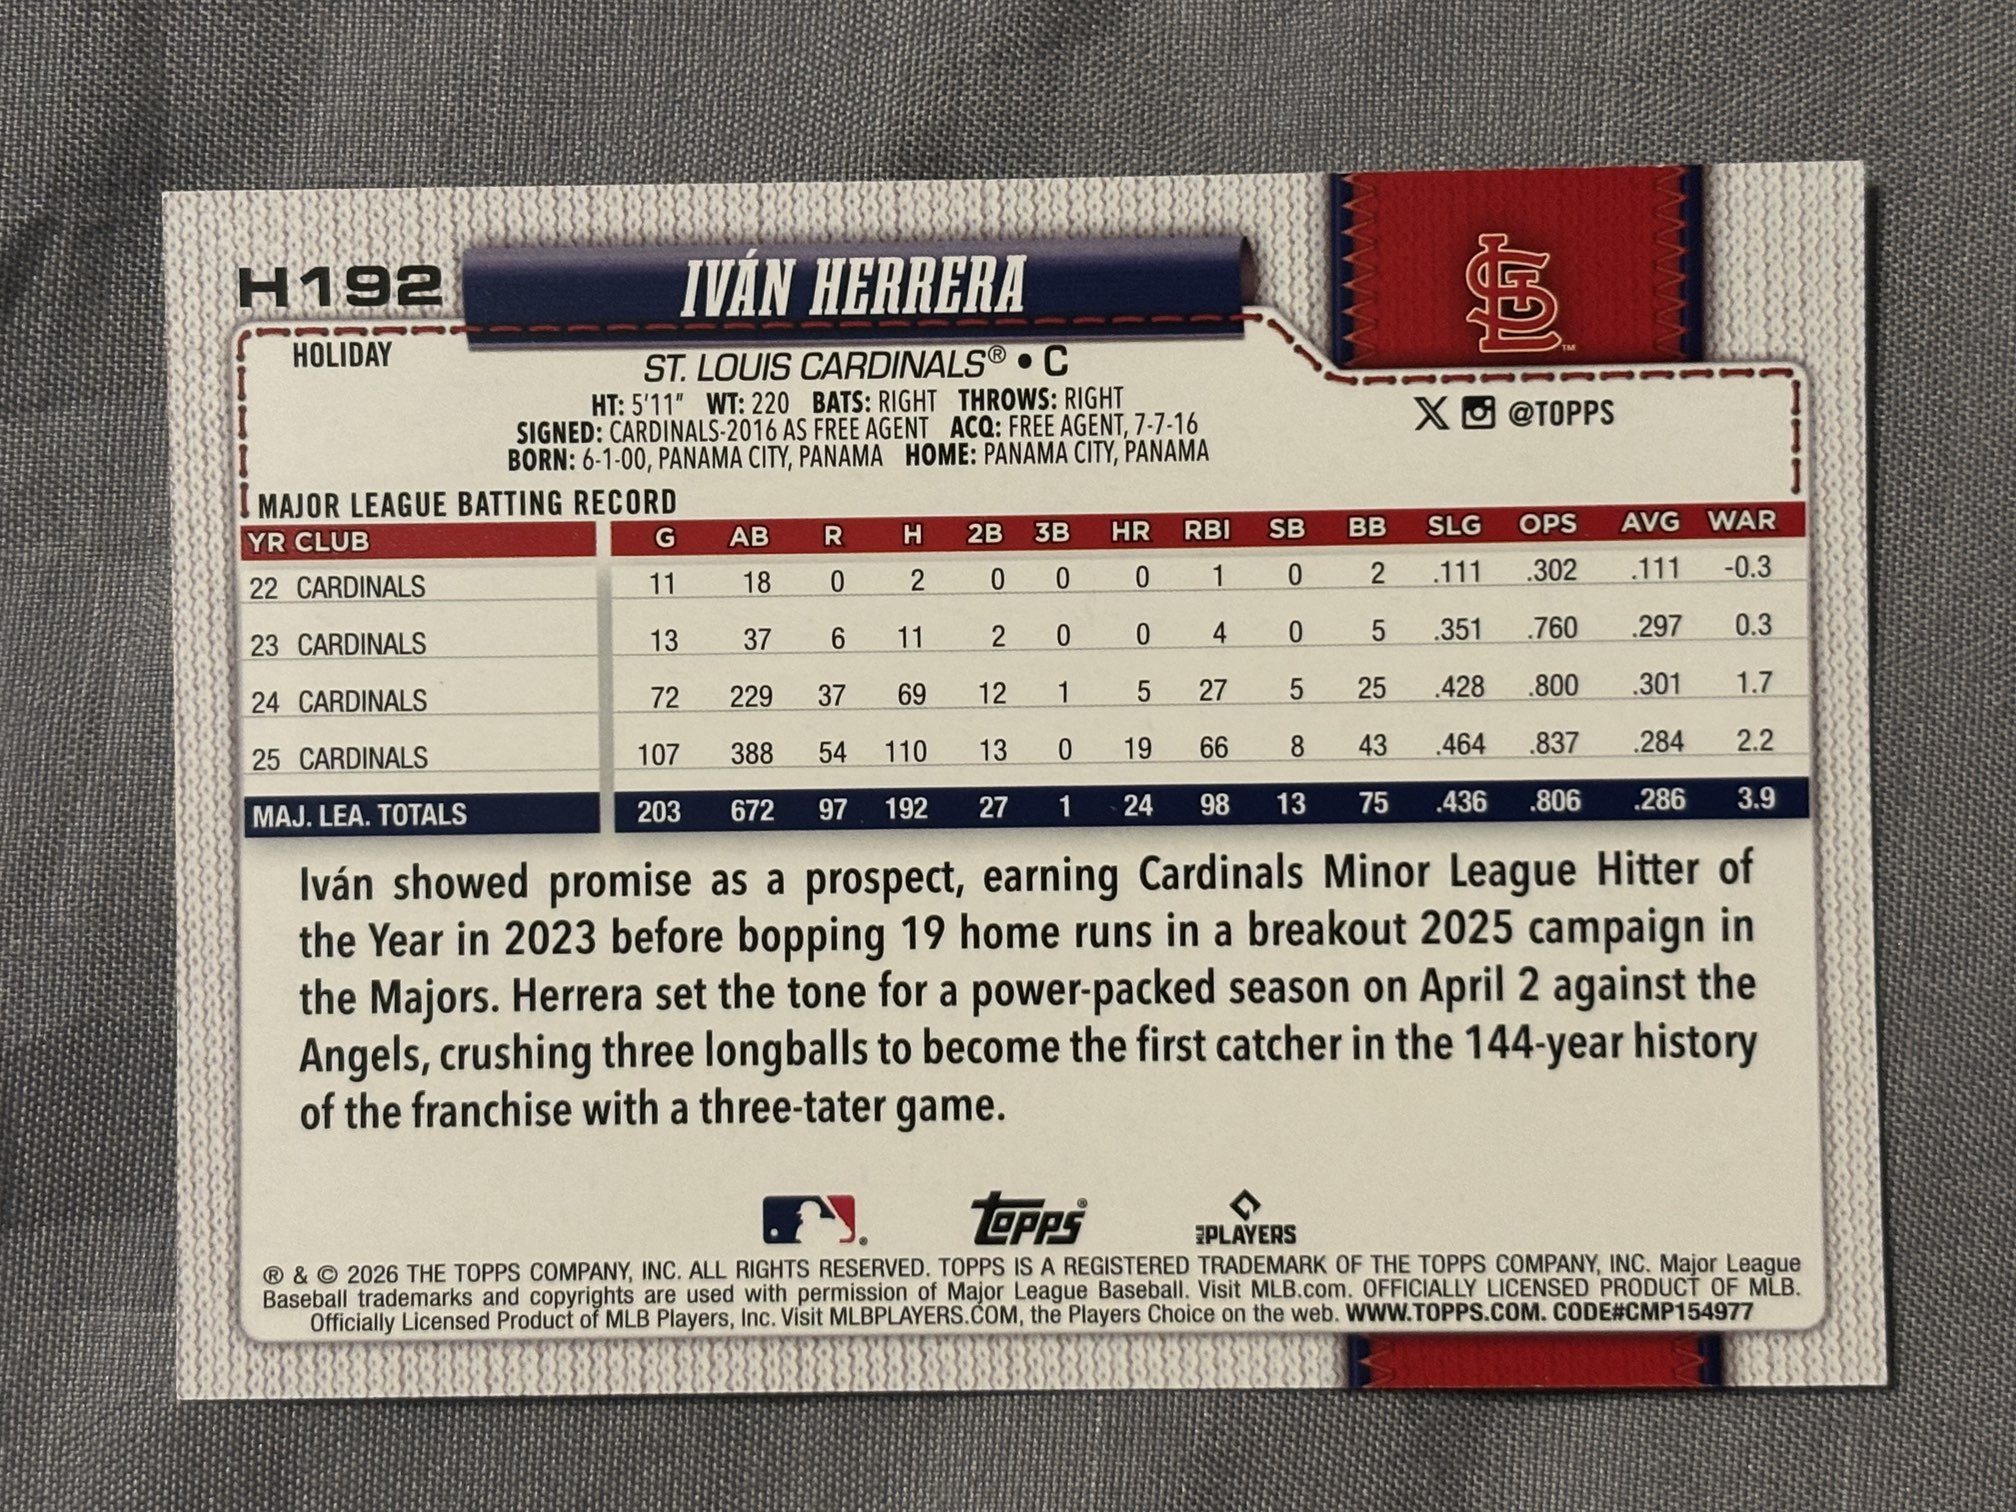 H192
IVÁN HERRERA
STL
™
HOLIDAY
ST. LOUIS CARDINALS® • C
HT: 5'11" WT: 220 BATS: RIGHT THROWS: RIGHT
SIGNED: CARDINALS-2016 AS FREE AGENT ACQ: FREE AGENT, 7-7-16
BORN: 6-1-00, PANAMA CITY, PANAMA HOME: PANAMA CITY, PANAMA
X @TOPPS
MAJOR LEAGUE BATTING RECORD
YR CLUB G AB R H 2B 3B HR RBI SB BB SLG OPS AVG WAR
22 CARDINALS 11 18 0 2 0 0 0 1 0 2 .111 .302 .111 -0.3
23 CARDINALS 13 37 6 11 2 0 0 4 0 5 .351 .760 .297 0.3
24 CARDINALS 72 229 37 69 12 1 5 27 5 25 .428 .800 .301 1.7
25 CARDINALS 107 388 54 110 13 0 19 66 8 43 .464 .837 .284 2.2
MAJ. LEA. TOTALS 203 672 97 192 27 1 24 98 13 75 .436 .806 .286 3.9
Iván showed promise as a prospect, earning Cardinals Minor League Hitter of
the Year in 2023 before bopping 19 home runs in a breakout 2025 campaign in
the Majors. Herrera set the tone for a power-packed season on April 2 against the
Angels, crushing three longballs to become the first catcher in the 144-year history
of the franchise with a three-tater game.
® Topps® MLB PLAYERS
® & © 2026 THE TOPPS COMPANY, INC. ALL RIGHTS RESERVED. TOPPS IS A REGISTERED TRADEMARK OF THE TOPPS COMPANY, INC. Major League
Baseball trademarks and copyrights are used with permission of Major League Baseball. Visit MLB.com. OFFICIALLY LICENSED PRODUCT OF MLB.
Officially Licensed Product of MLB Players, Inc. Visit MLBPLAYERS.COM, the Players Choice on the web. WWW.TOPPS.COM. CODE#CMP154977